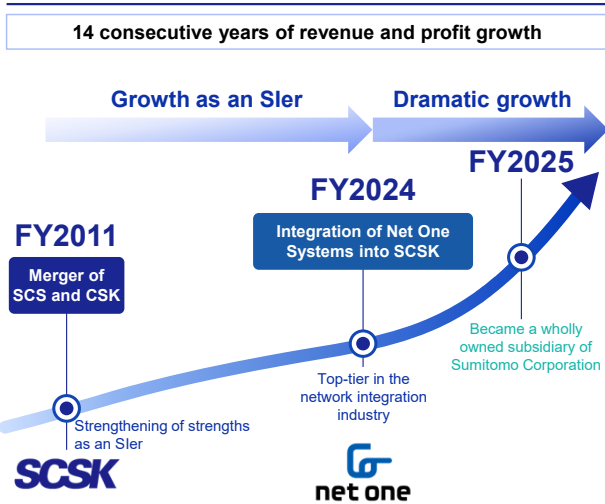 14 consecutive years of revenue and profit growth
Growth as an SIer
Dramatic growth
FY2025
FY2024
Integration of Net One
Systems into SCSK
FY2011
Merger of
SCS and CSK
Became a wholly
owned subsidiary of
Sumitomo Corporation
Top-tier in the
network integration
industry
Strengthening of strengths
as an SIer
SCSK
net one